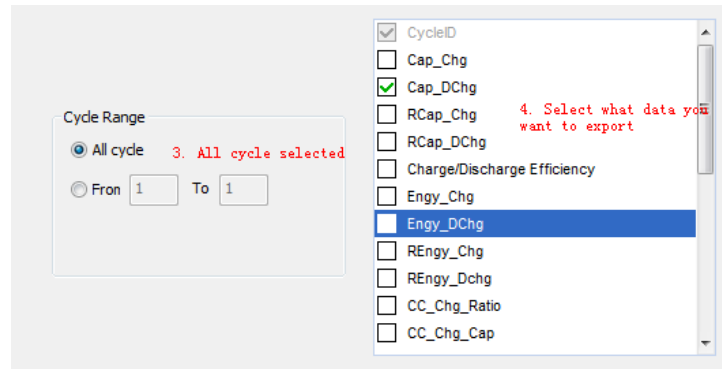 Cycle Range
All cycle
3. All cycle selected
Fron 1 To 1
CycleID
Cap_Chg
Cap_DChg
RCap_Chg
RCap_DChg
4. Select what data you
want to export
Charge/Discharge Efficiency
Engy_Chg
Engy_DChg
REngy_Chg
REngy_Dchg
CC_Chg_Ratio
CC_Chg_Cap